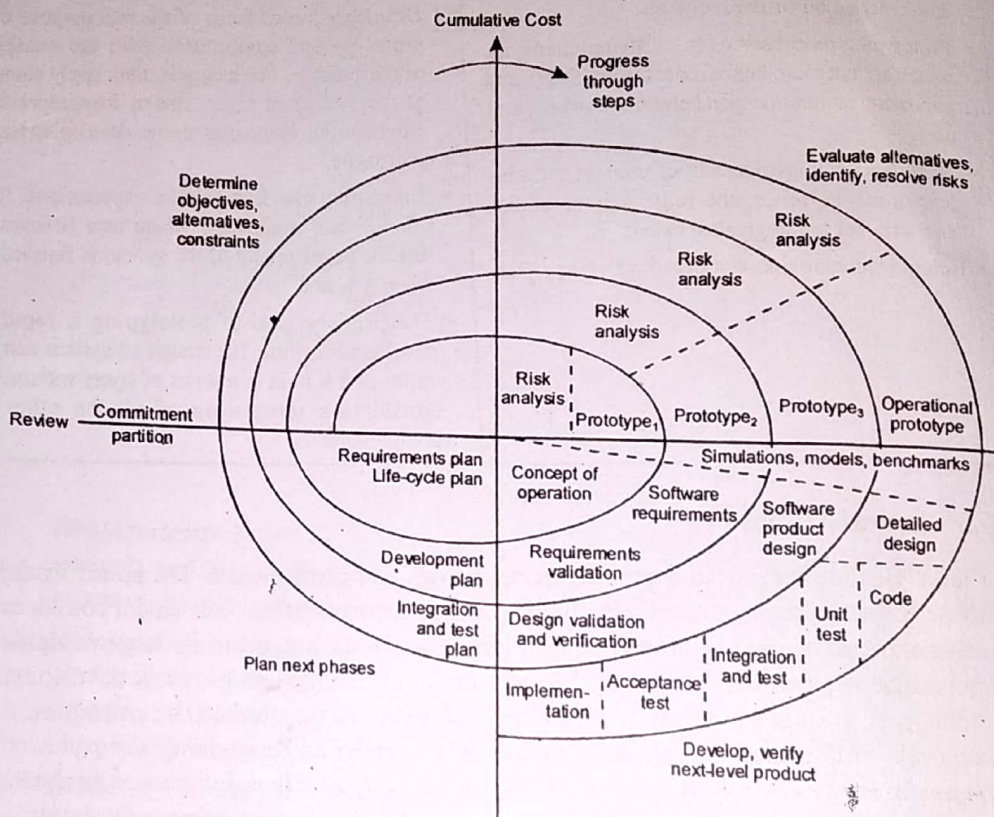 Cumulative Cost
Progress
through
steps
Evaluate alternatives,
identify, resolve risks
Determine
objectives,
alternatives,
constraints
Risk
analysis
Risk
analysis
Risk
analysis
Risk
analysis
Prototype1
Prototype2
Prototype3
Operational
prototype
Review
Commitment
partition
Simulations, models, benchmarks
Requirements plan
Life-cycle plan
Concept of
operation
Software
requirements
Software
product
design
Detailed
design
Development
plan
Requirements
validation
Code
Unit
test
Integration
and test
plan
Design validation
and verification
Integration
and test
Acceptance
test
Implemen-
tation
Plan next phases
Develop, verify
next-level product